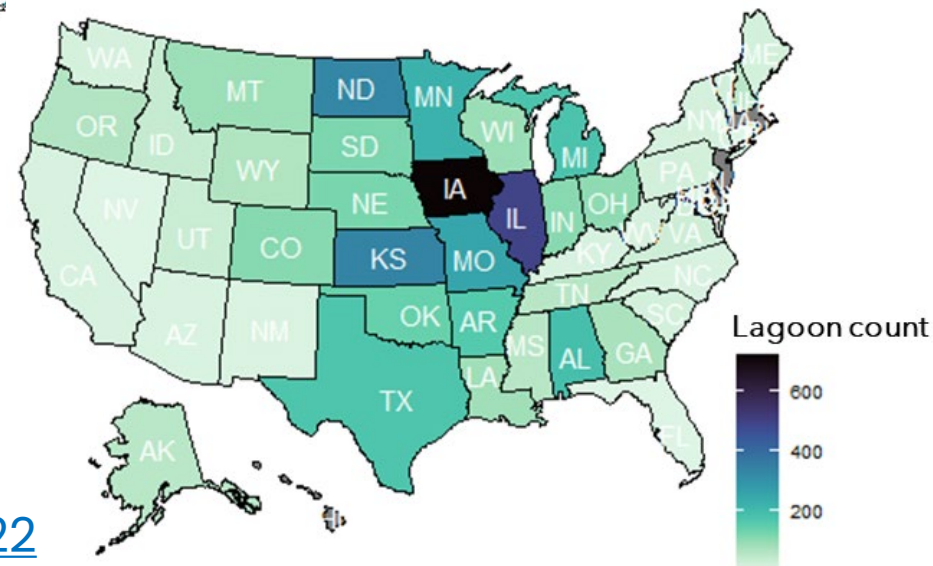 WA
MT
ND
MN
ME
OR
ID
SD
WI
NY
WY
MI
IA
PA
NE
NV
IL
IN
OH
UT
CO
KS
MO
KY
VA
CA
NC
TN
OK
AR
SC
AZ
NM
MS
AL
GA
LA
TX
FL
AK
Lagoon count
600
400
200
22